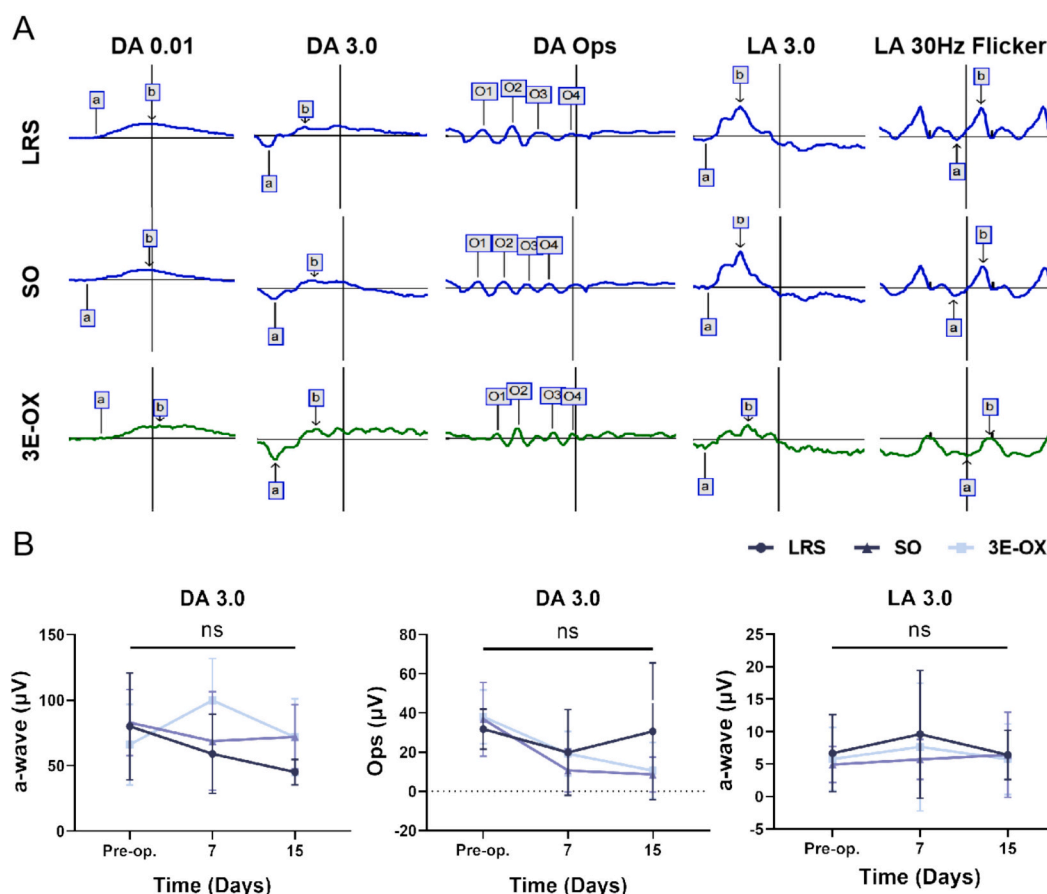 A
DA 0.01 DA 3.0 DA Ops LA 3.0 LA 30Hz Flicker
LRS
a b b a O1 O2 O3 O4 b a b a
SO
b a b a O1 O2 O3 O4 b a b a
3E-OX
a b b a O1 O2 O3 O4 b a b a
B
LRS SO 3E-OX
DA 3.0 DA 3.0 LA 3.0
ns ns ns
a-wave (µV)
150
100
50
0
Pre-op. 7 15
Time (Days)
Ops (µV)
80
60
40
20
0
-20
Pre-op. 7 15
Time (Days)
a-wave (µV)
25
20
15
10
5
0
-5
Pre-op. 7 15
Time (Days)